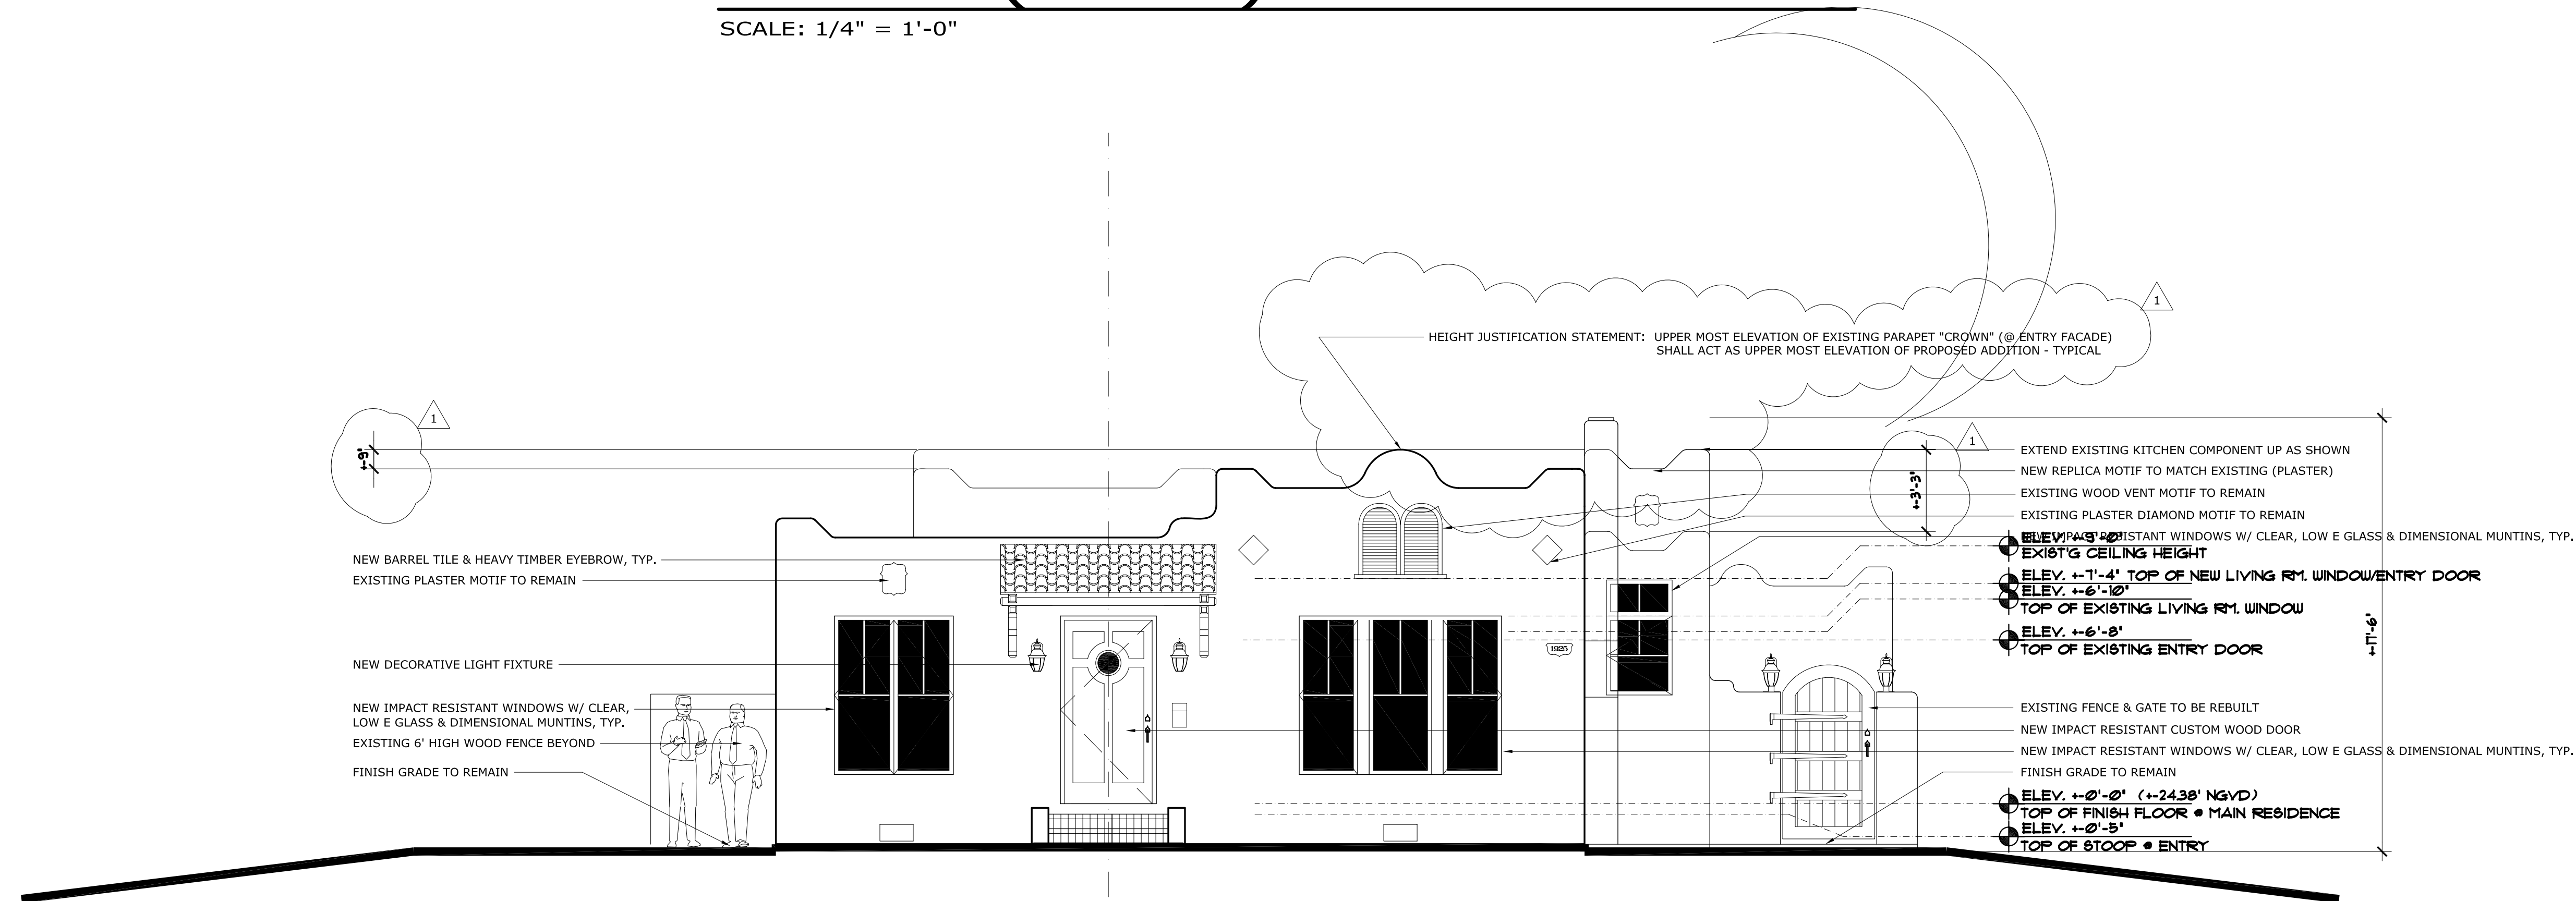 SCALE: 1/4" = 1'-0"
1
HEIGHT JUSTIFICATION STATEMENT: UPPER MOST ELEVATION OF EXISTING PARAPET "CROWN" (@ ENTRY FACADE)
SHALL ACT AS UPPER MOST ELEVATION OF PROPOSED ADDITION - TYPICAL
1
+-9"
1
+-3'-3"
+-17'-6"
EXTEND EXISTING KITCHEN COMPONENT UP AS SHOWN
NEW REPLICA MOTIF TO MATCH EXISTING (PLASTER)
EXISTING WOOD VENT MOTIF TO REMAIN
EXISTING PLASTER DIAMOND MOTIF TO REMAIN
NEW IMPACT RESISTANT WINDOWS W/ CLEAR, LOW E GLASS & DIMENSIONAL MUNTINS, TYP.
ELEV. +-9'-0"
EXIST'G CEILING HEIGHT
ELEV. +-7'-4" TOP OF NEW LIVING RM. WINDOW/ENTRY DOOR
ELEV. +-6'-10"
TOP OF EXISTING LIVING RM. WINDOW
ELEV. +-6'-8"
TOP OF EXISTING ENTRY DOOR
NEW BARREL TILE & HEAVY TIMBER EYEBROW, TYP.
EXISTING PLASTER MOTIF TO REMAIN
NEW DECORATIVE LIGHT FIXTURE
NEW IMPACT RESISTANT WINDOWS W/ CLEAR,
LOW E GLASS & DIMENSIONAL MUNTINS, TYP.
EXISTING 6' HIGH WOOD FENCE BEYOND
FINISH GRADE TO REMAIN
1925
EXISTING FENCE & GATE TO BE REBUILT
NEW IMPACT RESISTANT CUSTOM WOOD DOOR
NEW IMPACT RESISTANT WINDOWS W/ CLEAR, LOW E GLASS & DIMENSIONAL MUNTINS, TYP.
FINISH GRADE TO REMAIN
ELEV. +-0'-0" (+-24.38' NGVD)
TOP OF FINISH FLOOR @ MAIN RESIDENCE
ELEV. +-0'-5"
TOP OF STOOP @ ENTRY